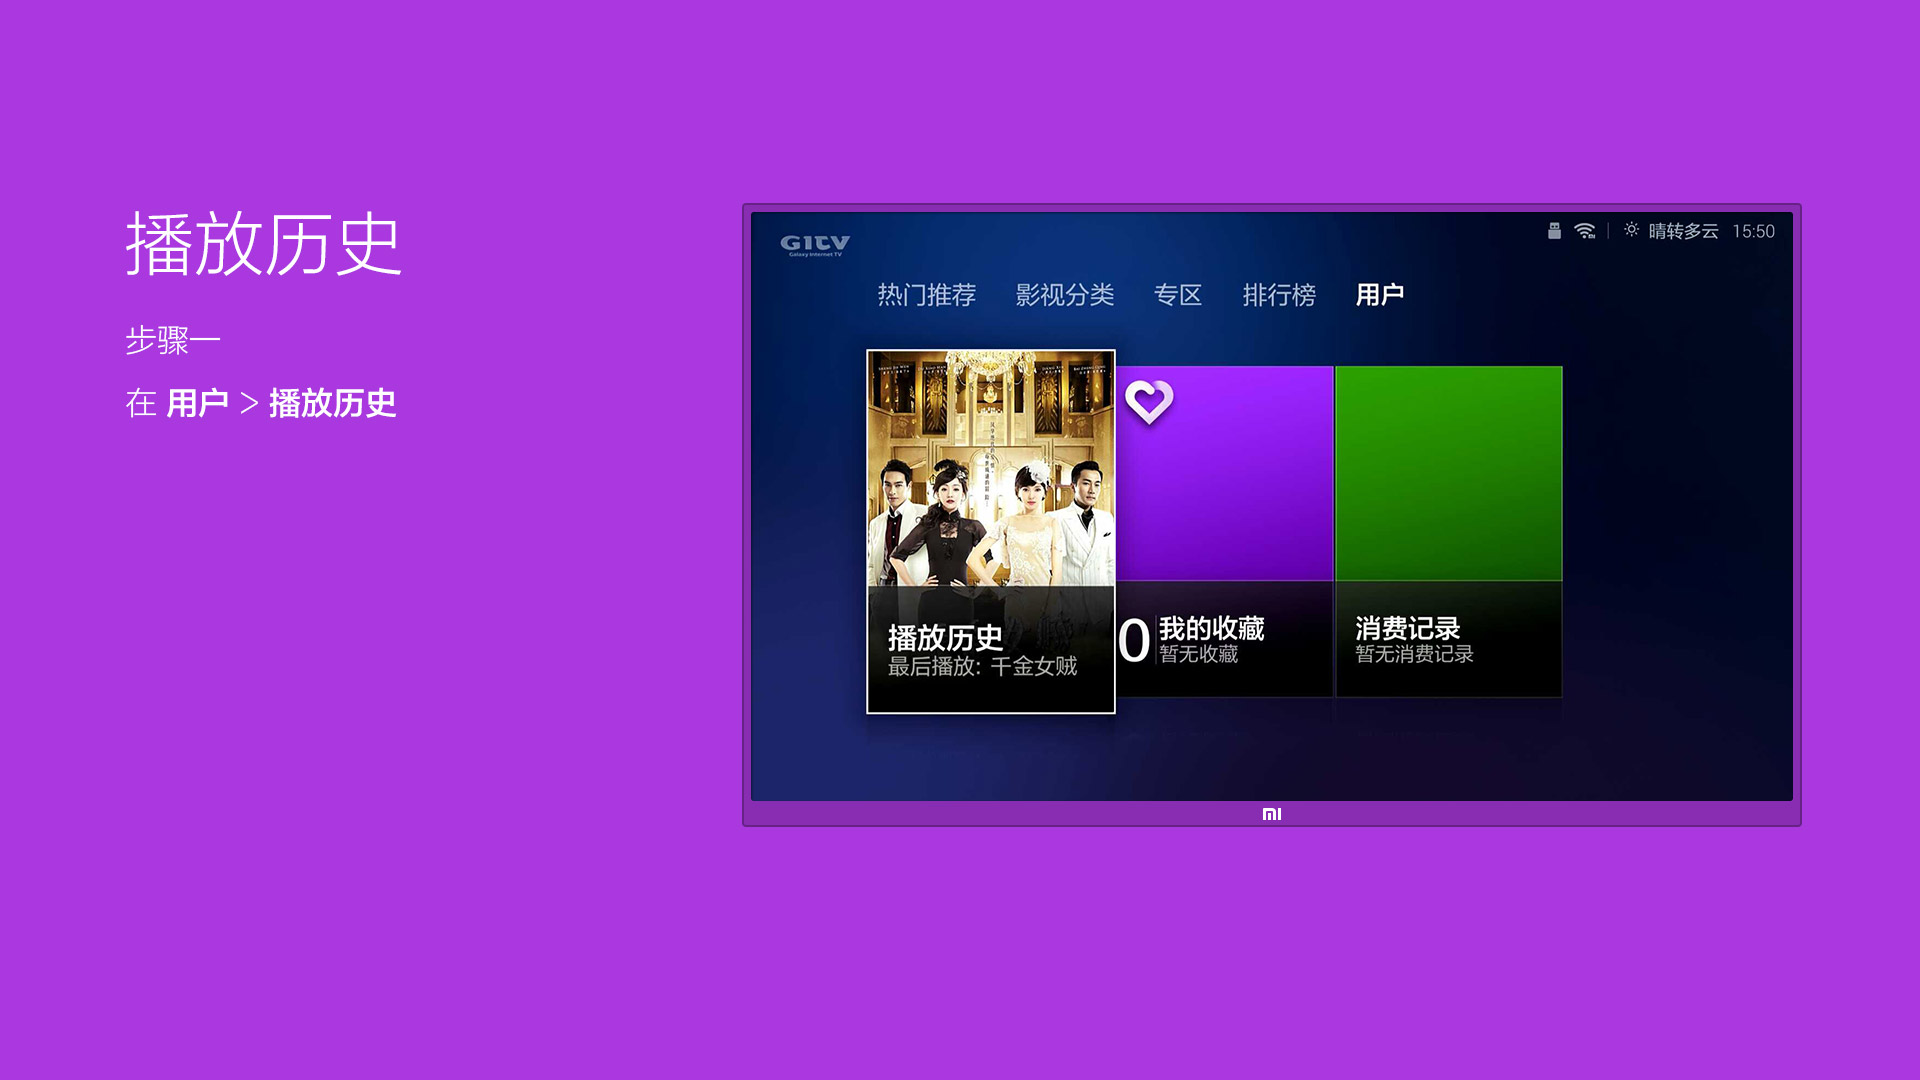 播放历史
步骤一
在 用户 > 播放历史
GITV
Galaxy Internet TV
晴转多云 15:50
热门推荐 影视分类 专区 排行榜 用户
播放历史
最后播放: 千金女贼
0 我的收藏
暂无收藏
消费记录
暂无消费记录
MI